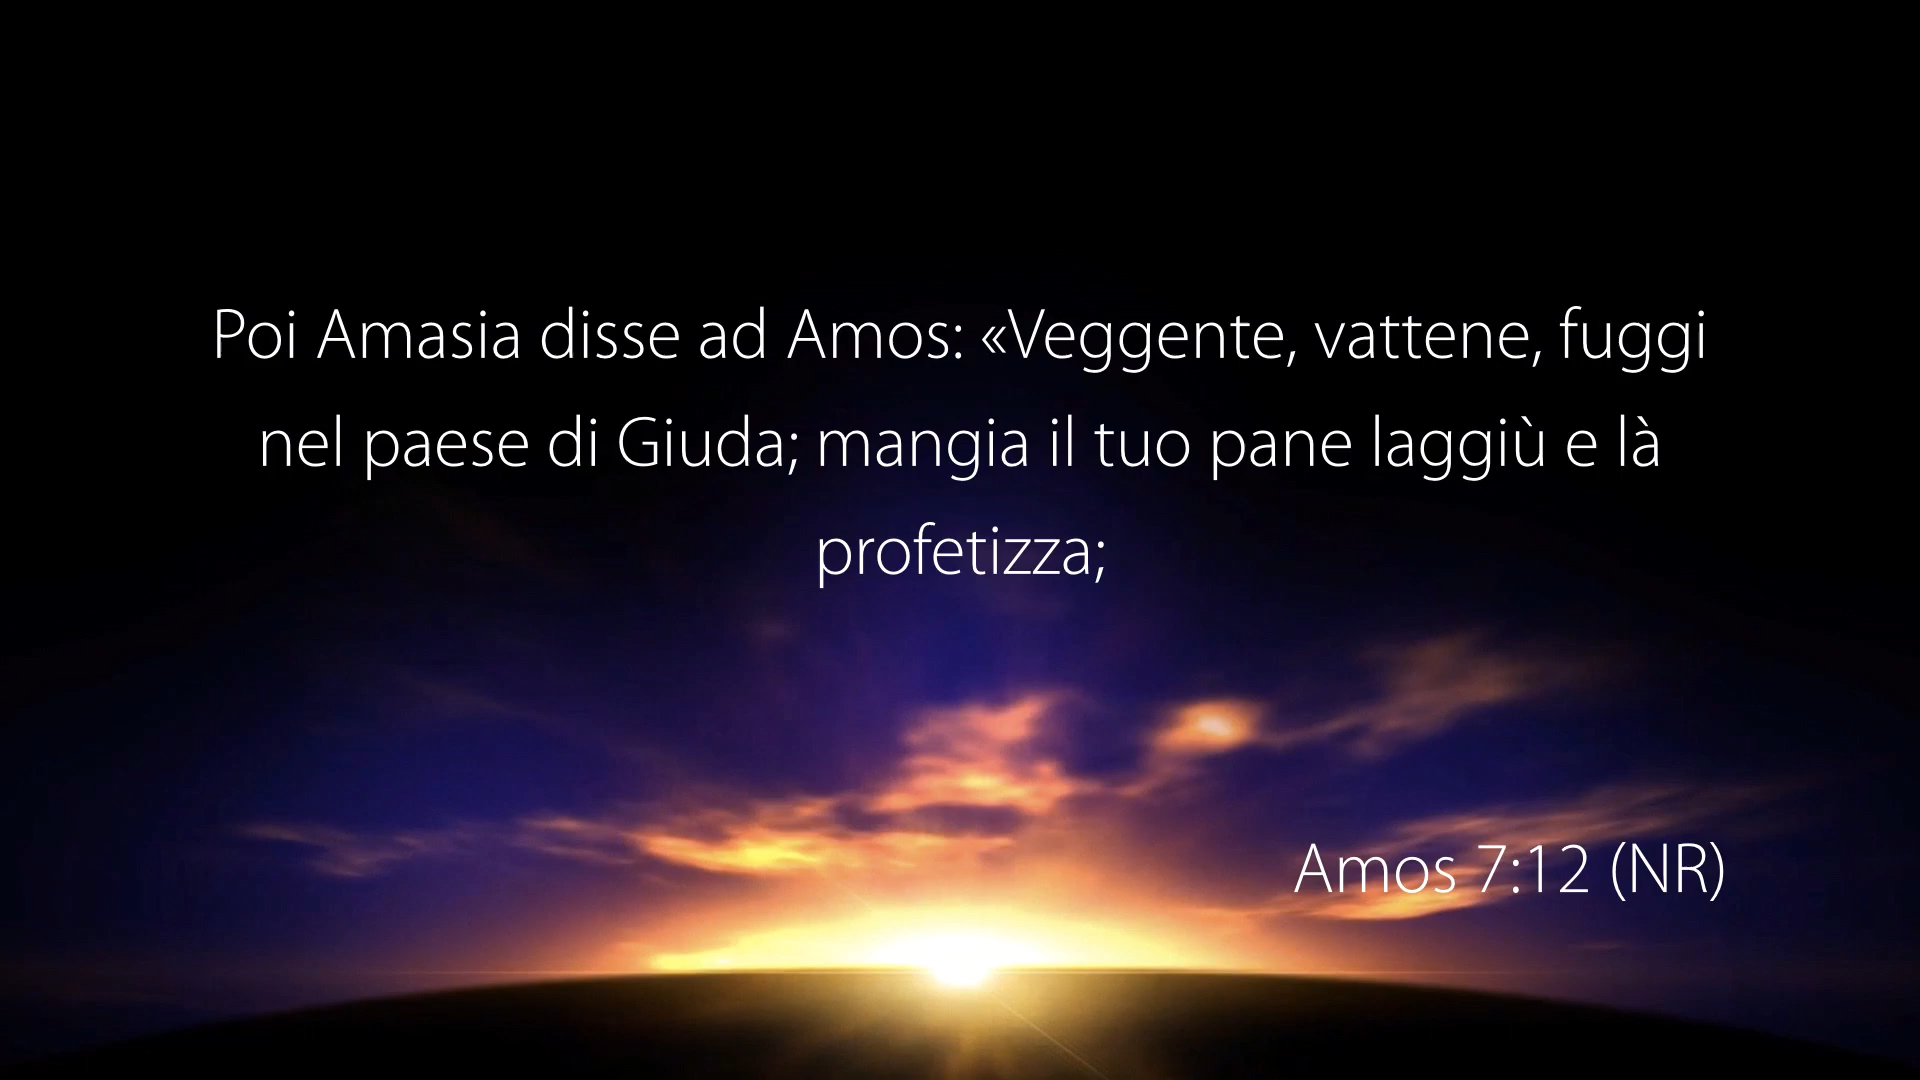 Poi Amasia disse ad Amos: «Veggente, vattene, fuggi
nel paese di Giuda; mangia il tuo pane laggiù e là
profetizza;
Amos 7:12 (NR)